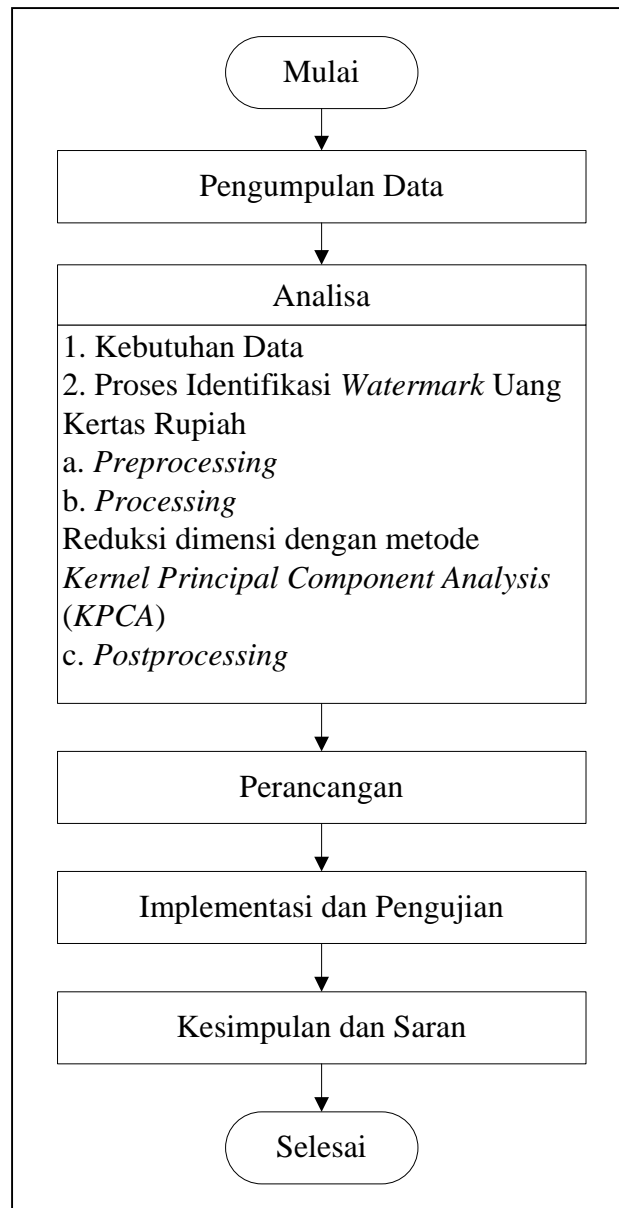 Mulai
Pengumpulan Data
Analisa
1. Kebutuhan Data
2. Proses Identifikasi Watermark Uang
Kertas Rupiah
a. Preprocessing
b. Processing
Reduksi dimensi dengan metode
Kernel Principal Component Analysis
(KPCA)
c. Postprocessing
Perancangan
Implementasi dan Pengujian
Kesimpulan dan Saran
Selesai